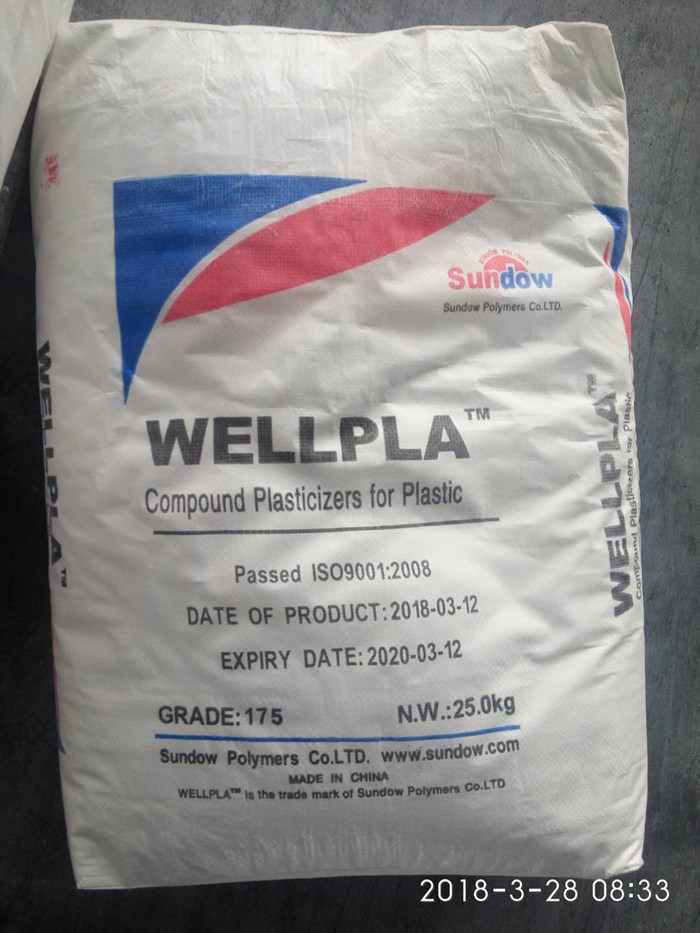 SUNDOW POLYMER
Sundow
Sundow Polymers Co.LTD.
WELLPLA™
Compound Plasticizers for Plastic
Passed ISO9001:2008
DATE OF PRODUCT:2018-03-12
EXPIRY DATE:2020-03-12
GRADE:175
N.W.:25.0kg
Sundow Polymers Co.LTD. www.sundow.com
MADE IN CHINA
WELLPLA™ is the trade mark of Sundow Polymers Co.LTD
WELLPLA™
WELLPLA™
Compound Plasticizers for Plastic
2018-3-28 08:33